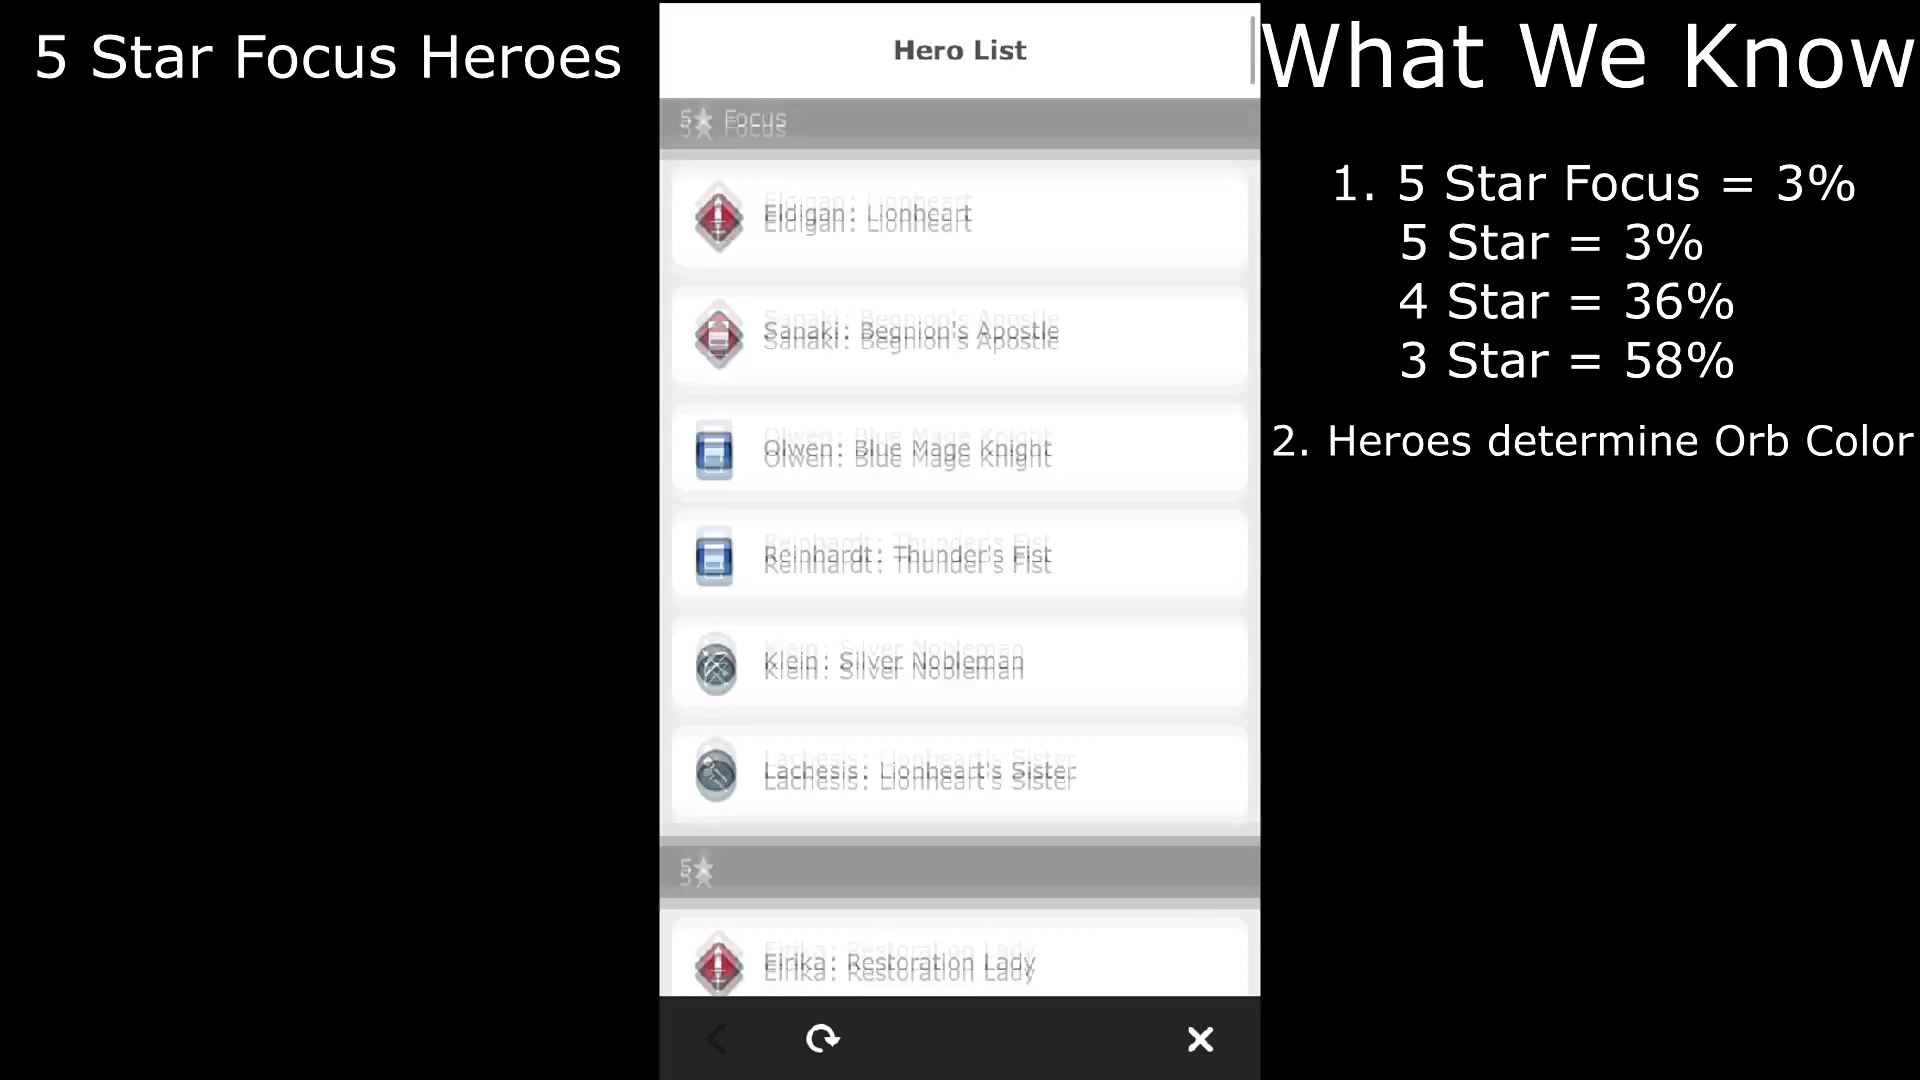 5 Star Focus Heroes
Hero List
5★ Focus
Eldigan: Lionheart
Sanaki: Begnion's Apostle
Olwen: Blue Mage Knight
Reinhardt: Thunder's Fist
Klein: Silver Nobleman
Lachesis: Lionheart's Sister
5★
Eirika: Restoration Lady
What We Know
1. 5 Star Focus = 3%
5 Star = 3%
4 Star = 36%
3 Star = 58%
2. Heroes determine Orb Color